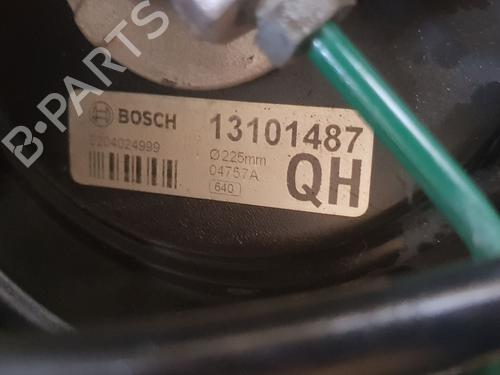 B-PARTS
BOSCH 13101487
0204024999
Ø225mm
04757A
640
QH